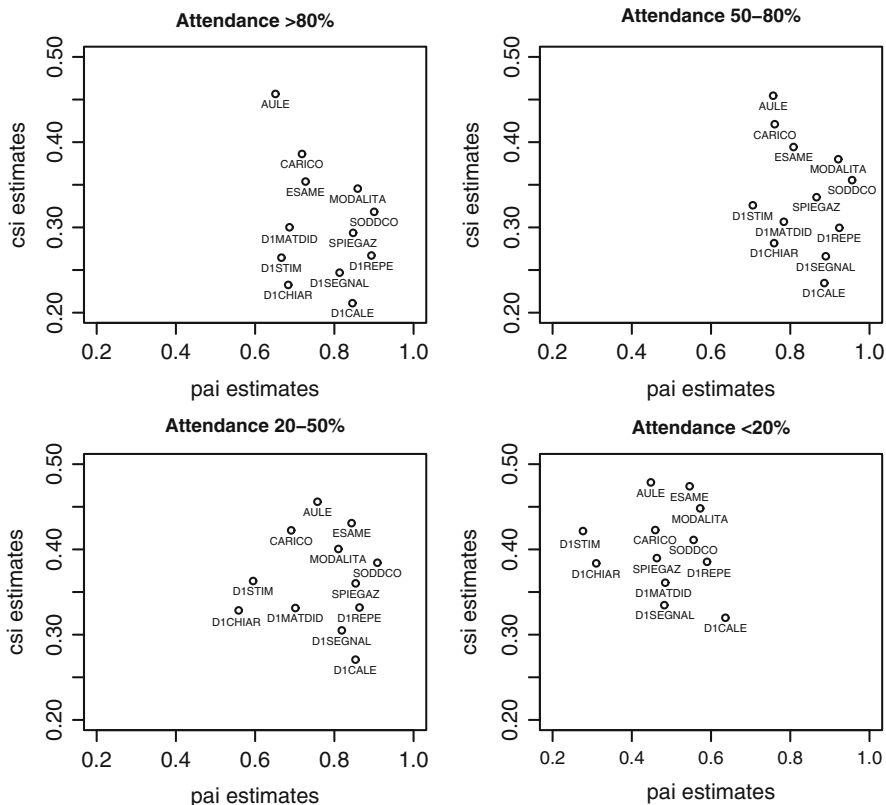 Attendance >80%
csi estimates
0.50
0.40
0.30
0.20
AULE
CARICO
ESAME
MODALITA
SODDCO
D1MATDID
SPIEGAZ
D1STIM
D1REPE
D1SEGNAL
D1CHIAR
D1CALE
0.2 0.4 0.6 0.8 1.0
pai estimates
Attendance 50–80%
csi estimates
0.50
0.40
0.30
0.20
AULE
CARICO
ESAME
MODALITA
SODDCO
SPIEGAZ
D1STIM
D1MATDID
D1REPE
D1CHIAR
D1SEGNAL
D1CALE
0.2 0.4 0.6 0.8 1.0
pai estimates
Attendance 20–50%
csi estimates
0.50
0.40
0.30
0.20
AULE
ESAME
CARICO
MODALITA
SODDCO
D1STIM
SPIEGAZ
D1CHIAR
D1MATDID
D1REPE
D1SEGNAL
D1CALE
0.2 0.4 0.6 0.8 1.0
pai estimates
Attendance <20%
csi estimates
0.50
0.40
0.30
0.20
AULE
ESAME
MODALITA
D1STIM
CARICO
SODDCO
D1CHIAR
SPIEGAZ
D1REPE
D1MATDID
D1SEGNAL
D1CALE
0.2 0.4 0.6 0.8 1.0
pai estimates